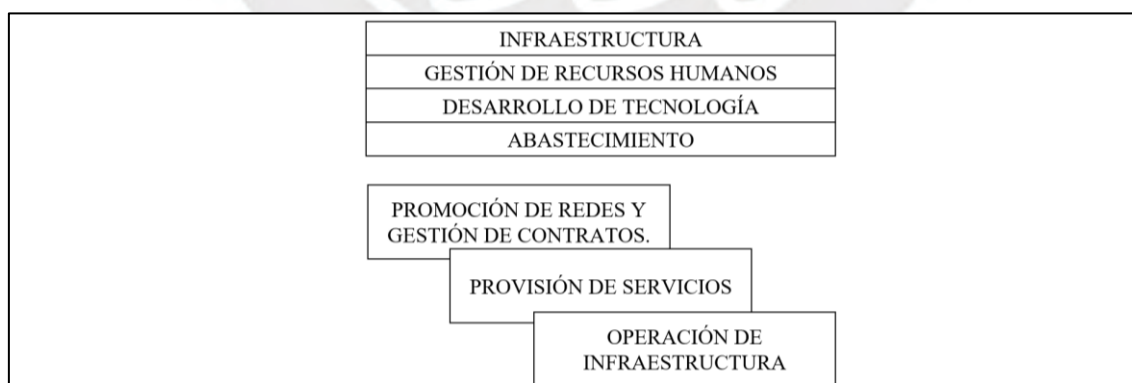 INFRAESTRUCTURA
GESTIÓN DE RECURSOS HUMANOS
DESARROLLO DE TECNOLOGÍA
ABASTECIMIENTO
PROMOCIÓN DE REDES Y
GESTIÓN DE CONTRATOS.
PROVISIÓN DE SERVICIOS
OPERACIÓN DE
INFRAESTRUCTURA